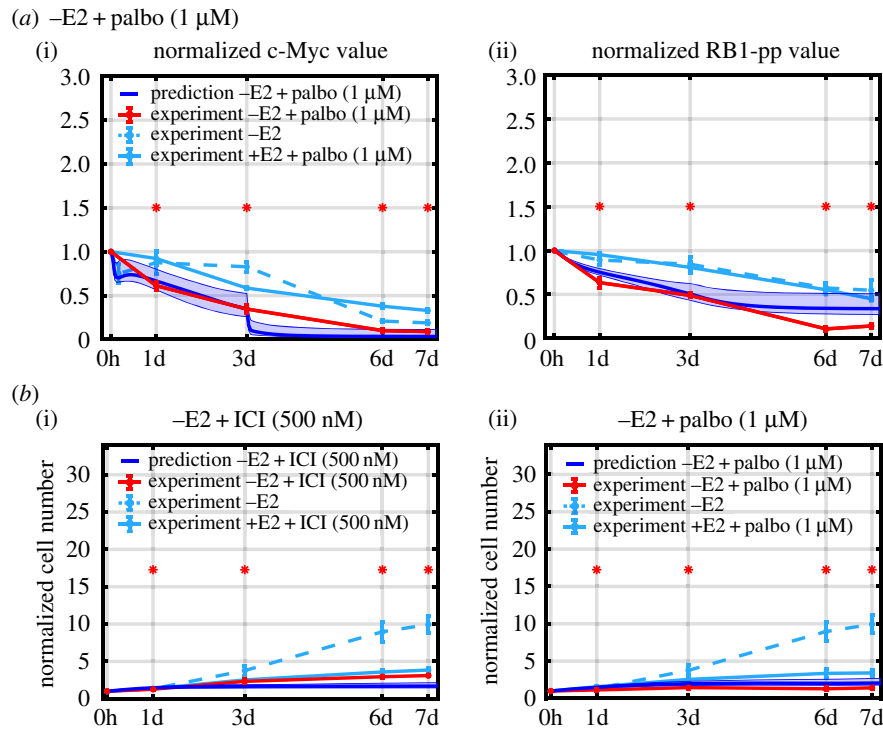 (a) –E2 + palbo (1 µM)
(i) normalized c-Myc value
3.0
2.5
2.0
1.5
1.0
0.5
0
prediction –E2 + palbo (1 µM)
experiment –E2 + palbo (1 µM)
experiment –E2
experiment +E2 + palbo (1 µM)
0h 1d 3d 6d 7d
(ii) normalized RB1-pp value
3.0
2.5
2.0
1.5
1.0
0.5
0
0h 1d 3d 6d 7d
(b)
(i) –E2 + ICI (500 nM)
normalized cell number
30
25
20
15
10
5
0
prediction –E2 + ICI (500 nM)
experiment –E2 + ICI (500 nM)
experiment –E2
experiment +E2 + ICI (500 nM)
0h 1d 3d 6d 7d
(ii) –E2 + palbo (1 µM)
normalized cell number
30
25
20
15
10
5
0
prediction –E2 + palbo (1 µM)
experiment –E2 + palbo (1 µM)
experiment –E2
experiment +E2 + palbo (1 µM)
0h 1d 3d 6d 7d